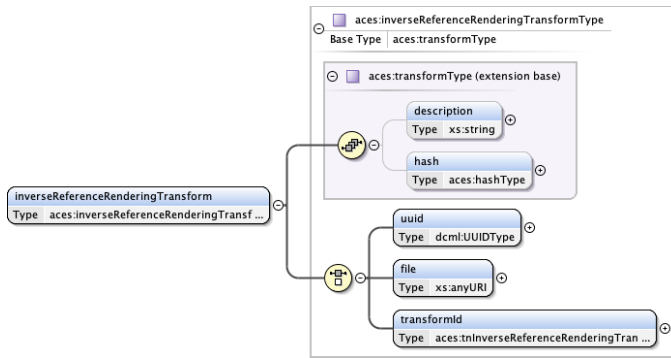 aces:inverseReferenceRenderingTransformType
Base Type aces:transformType
aces:transformType (extension base)
description
Type xs:string
hash
Type aces:hashType
inverseReferenceRenderingTransform
Type aces:inverseReferenceRenderingTransf ...
uuid
Type dcml:UUIDType
file
Type xs:anyURI
transformId
Type aces:tnInverseReferenceRenderingTran ...